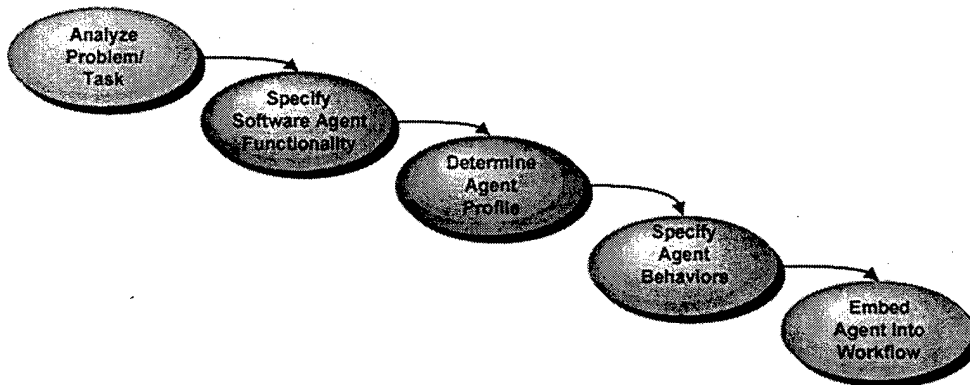 Analyze
Problem/
Task
Specify
Software Agent
Functionality
Determine
Agent
Profile
Specify
Agent
Behaviors
Embed
Agent Into
Workflow